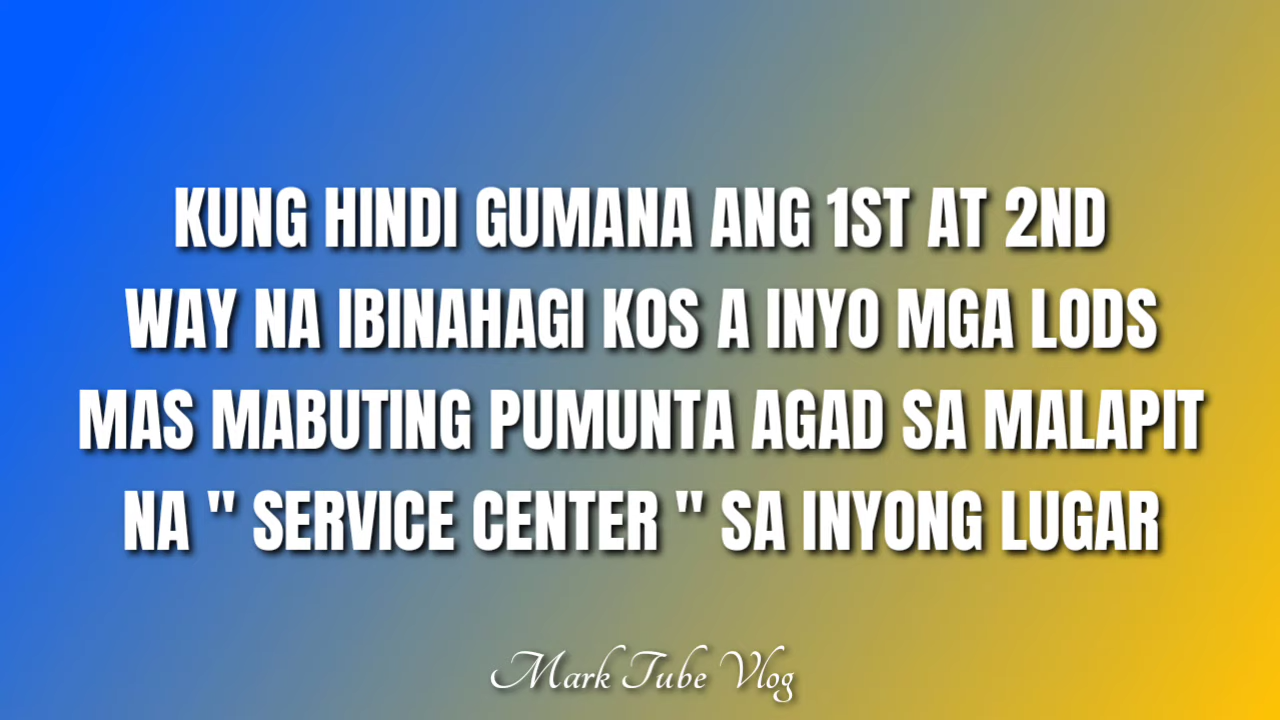 KUNG HINDI GUMANA ANG 1ST AT 2ND
WAY NA IBINAHAGI KOS A INYO MGA LODS
MAS MABUTING PUMUNTA AGAD SA MALAPIT
NA " SERVICE CENTER " SA INYONG LUGAR
Mark Tube Vlog